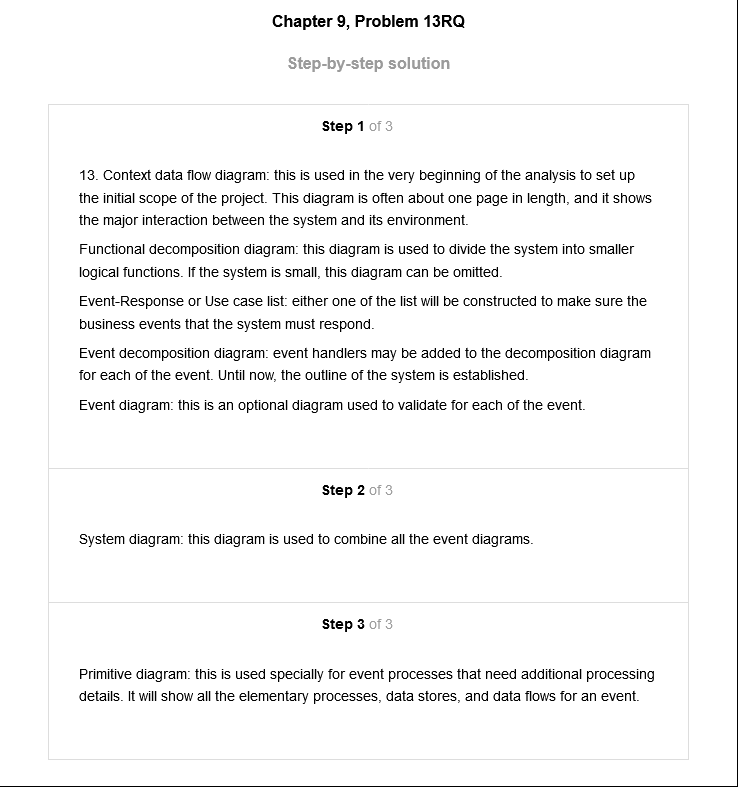 Chapter 9, Problem 13RQ
Step-by-step solution
Step 1 of 3
13. Context data flow diagram: this is used in the very beginning of the analysis to set up
the initial scope of the project. This diagram is often about one page in length, and it shows
the major interaction between the system and its environment.
Functional decomposition diagram: this diagram is used to divide the system into smaller
logical functions. If the system is small, this diagram can be omitted.
Event-Response or Use case list: either one of the list will be constructed to make sure the
business events that the system must respond.
Event decomposition diagram: event handlers may be added to the decomposition diagram
for each of the event. Until now, the outline of the system is established.
Event diagram: this is an optional diagram used to validate for each of the event.
Step 2 of 3
System diagram: this diagram is used to combine all the event diagrams.
Step 3 of 3
Primitive diagram: this is used specially for event processes that need additional processing
details. It will show all the elementary processes, data stores, and data flows for an event.